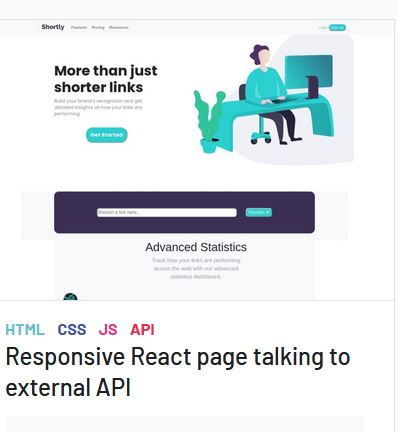 Shortly Features Pricing Resources Login Sign Up
More than just
shorter links
Build your brand's recognition and get
detailed insights on how your links are
performing.
Get Started
Shorten a link here...
Shorten it!
Advanced Statistics
Track how your links are performing
across the web with our advanced
statistics dashboard.
HTML CSS JS API
Responsive React page talking to
external API